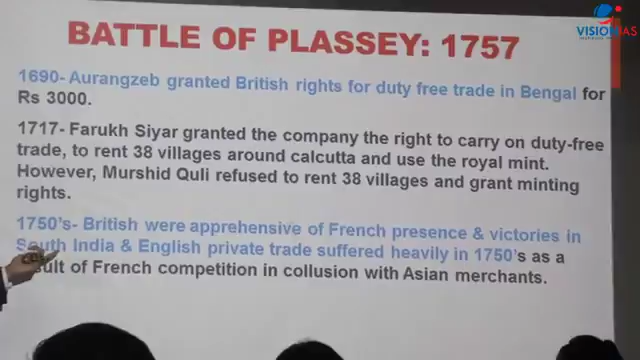 VISION IAS
BATTLE OF PLASSEY: 1757
1690- Aurangzeb granted British rights for duty free trade in Bengal for
Rs 3000.
1717- Farukh Siyar granted the company the right to carry on duty-free
trade, to rent 38 villages around calcutta and use the royal mint.
However, Murshid Quli refused to rent 38 villages and grant minting
rights.
1750's- British were apprehensive of French presence & victories in
South India & English private trade suffered heavily in 1750's as a
of French competition in collusion with Asian merchants.